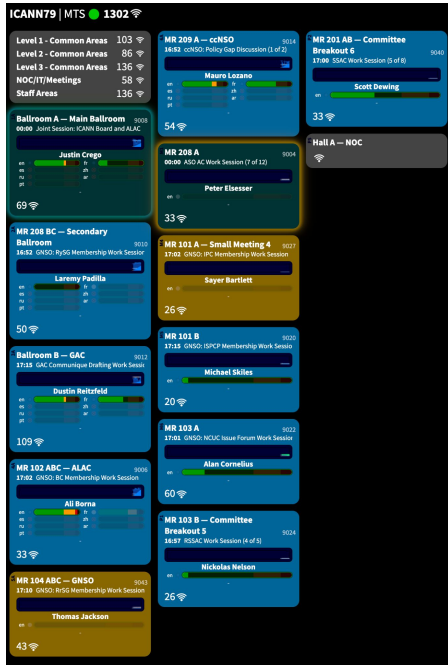 ICANN79 | MTS 1302
Level 1 - Common Areas 103
Level 2 - Common Areas 86
Level 3 - Common Areas 136
NOC/IT/Meetings 58
Staff Areas 136
Ballroom A — Main Ballroom 9008
00:00 Joint Session: ICANN Board and ALAC
Justin Crego
en fr
es zh
ru ar
pt
69
MR 208 BC — Secondary
Ballroom 9010
16:52 GNSO: RySG Membership Work Session
Laremy Padilla
en fr
es zh
ru ar
pt
50
Ballroom B — GAC 9012
17:15 GAC Communique Drafting Work Sessi
Dustin Reitzfeld
en fr
es zh
ru ar
pt
109
MR 102 ABC — ALAC 9006
17:02 GNSO: BC Membership Work Session
Ali Borna
en fr
es zh
ru ar
pt
33
MR 104 ABC — GNSO 9043
17:10 GNSO: RrSG Membership Work Session
Thomas Jackson
en
43
MR 209 A — ccNSO 9014
16:52 ccNSO: Policy Gap Discussion (1 of 2)
Mauro Lozano
en fr
es zh
ru ar
pt
54
MR 208 A 9004
00:00 ASO AC Work Session (7 of 12)
Peter Elsesser
en
33
MR 101 A — Small Meeting 4 9027
17:02 GNSO: IPC Membership Work Sessio
Sayer Bartlett
en
26
MR 101 B 9020
17:15 GNSO: ISPCP Membership Work Sessio
Michael Skiles
en
20
MR 103 A 9022
17:01 GNSO: NCUC Issue Forum Work Sessior
Alan Cornelius
en
60
MR 103 B — Committee
Breakout 5 9024
16:57 RSSAC Work Session (4 of 5)
Nickolas Nelson
en
26
MR 201 AB — Committee
Breakout 6 9040
17:00 SSAC Work Session (5 of 8)
Scott Dewing
en
33
Hall A — NOC